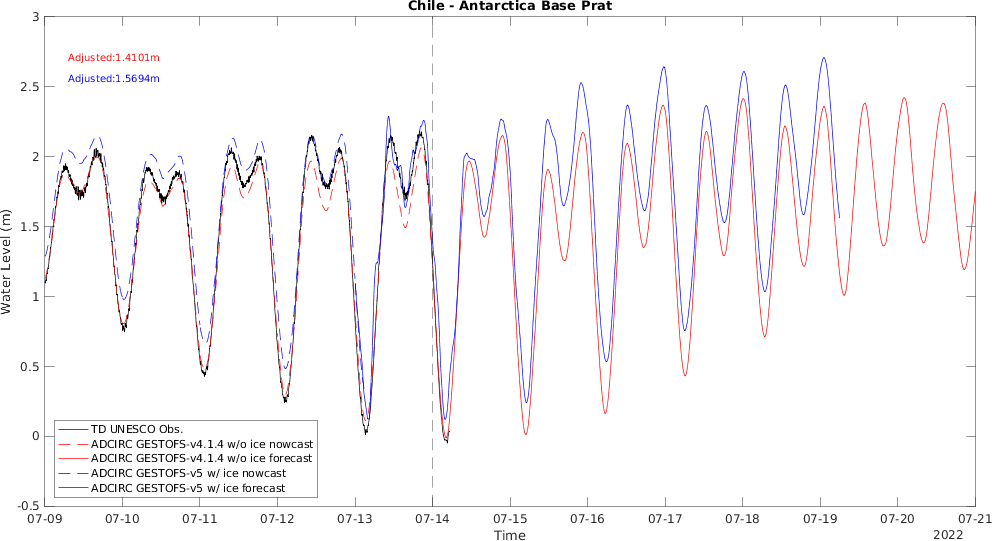 Chile - Antarctica Base Prat
3
Adjusted:1.4101m
Adjusted:1.5694m
2.5
2
1.5
1
0.5
0
-0.5
Water Level (m)
TD UNESCO Obs.
ADCIRC GESTOFS-v4.1.4 w/o ice nowcast
ADCIRC GESTOFS-v4.1.4 w/o ice forecast
ADCIRC GESTOFS-v5 w/ ice nowcast
ADCIRC GESTOFS-v5 w/ ice forecast
07-09 07-10 07-11 07-12 07-13 07-14 07-15 07-16 07-17 07-18 07-19 07-20 07-21
Time
2022